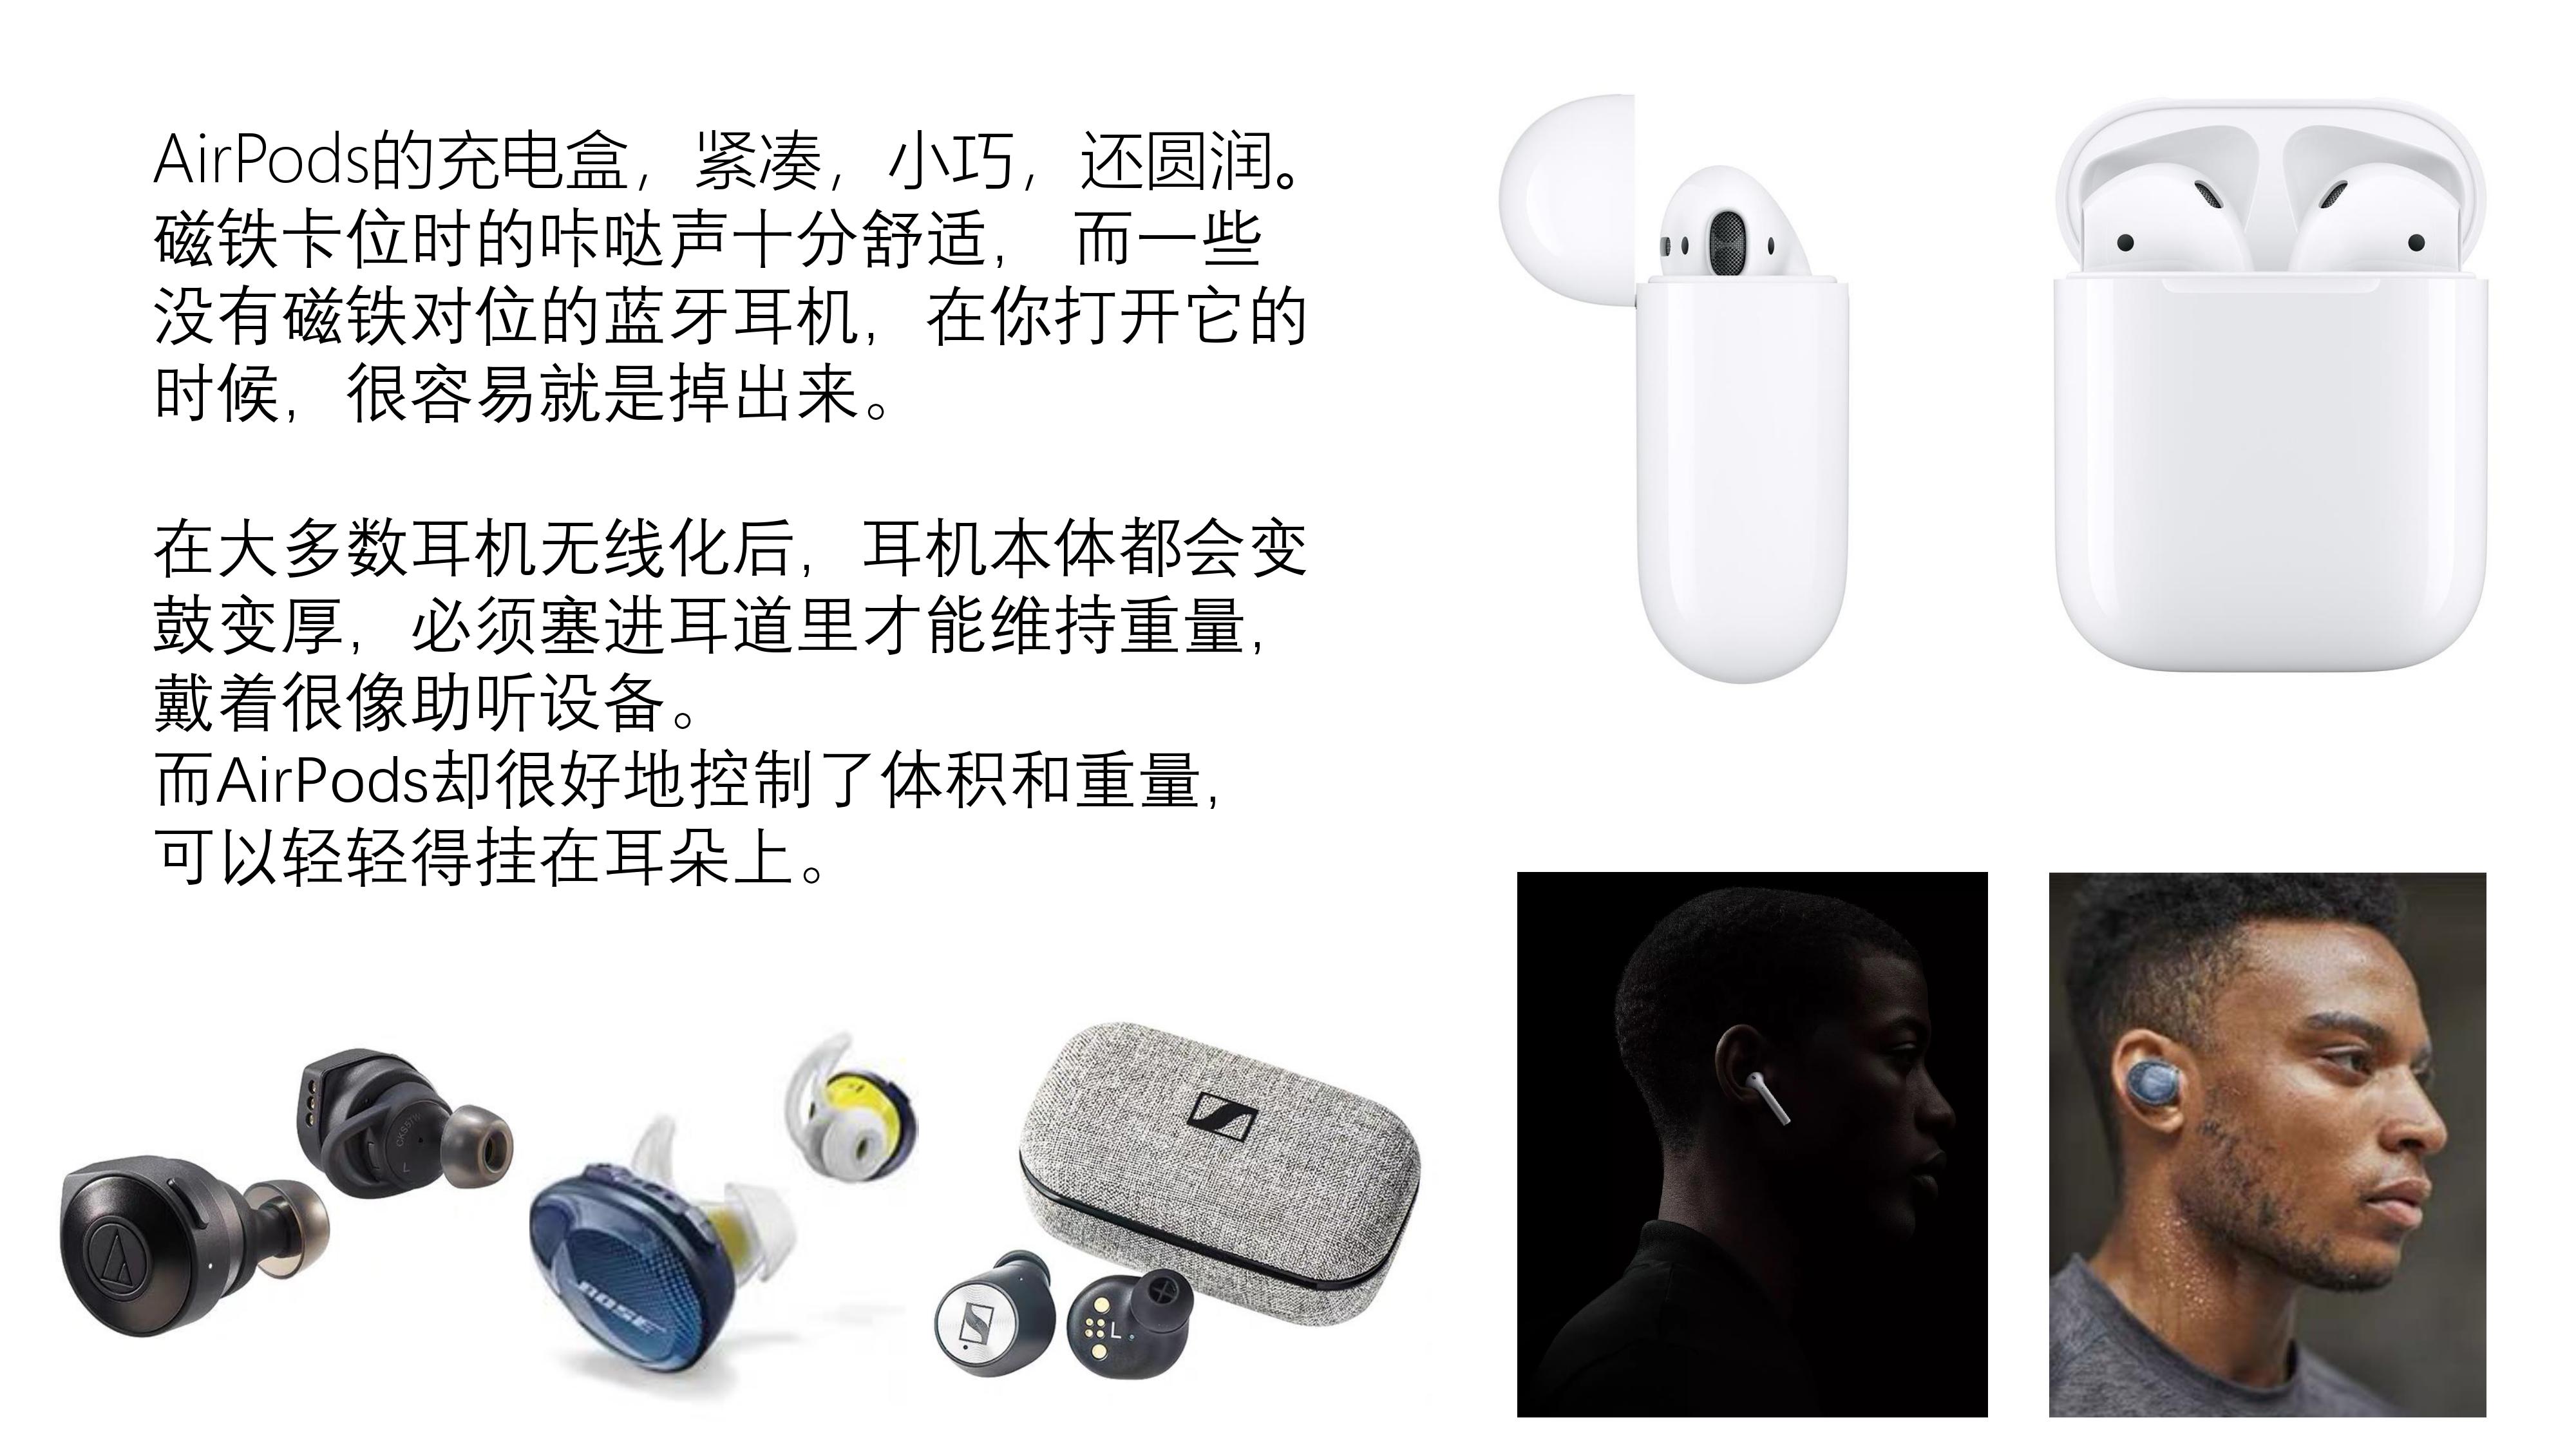 AirPods的充电盒，紧凑，小巧，还圆润。
磁铁卡位时的咔哒声十分舒适， 而一些
没有磁铁对位的蓝牙耳机，在你打开它的
时候，很容易就是掉出来。
在大多数耳机无线化后，耳机本体都会变
鼓变厚，必须塞进耳道里才能维持重量，
戴着很像助听设备。
而AirPods却很好地控制了体积和重量，
可以轻轻得挂在耳朵上。
L
BOSE
L